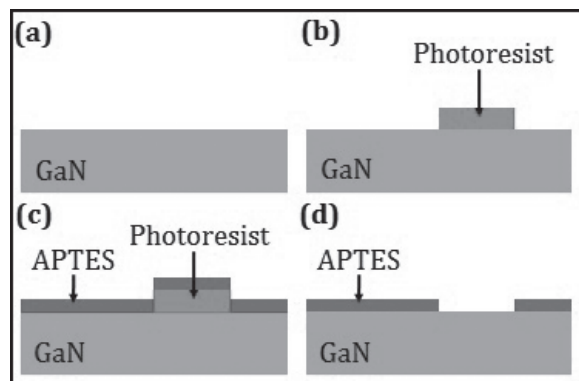 (a)
GaN
(b)
Photoresist
GaN
(c)
Photoresist
APTES
GaN
(d)
APTES
GaN